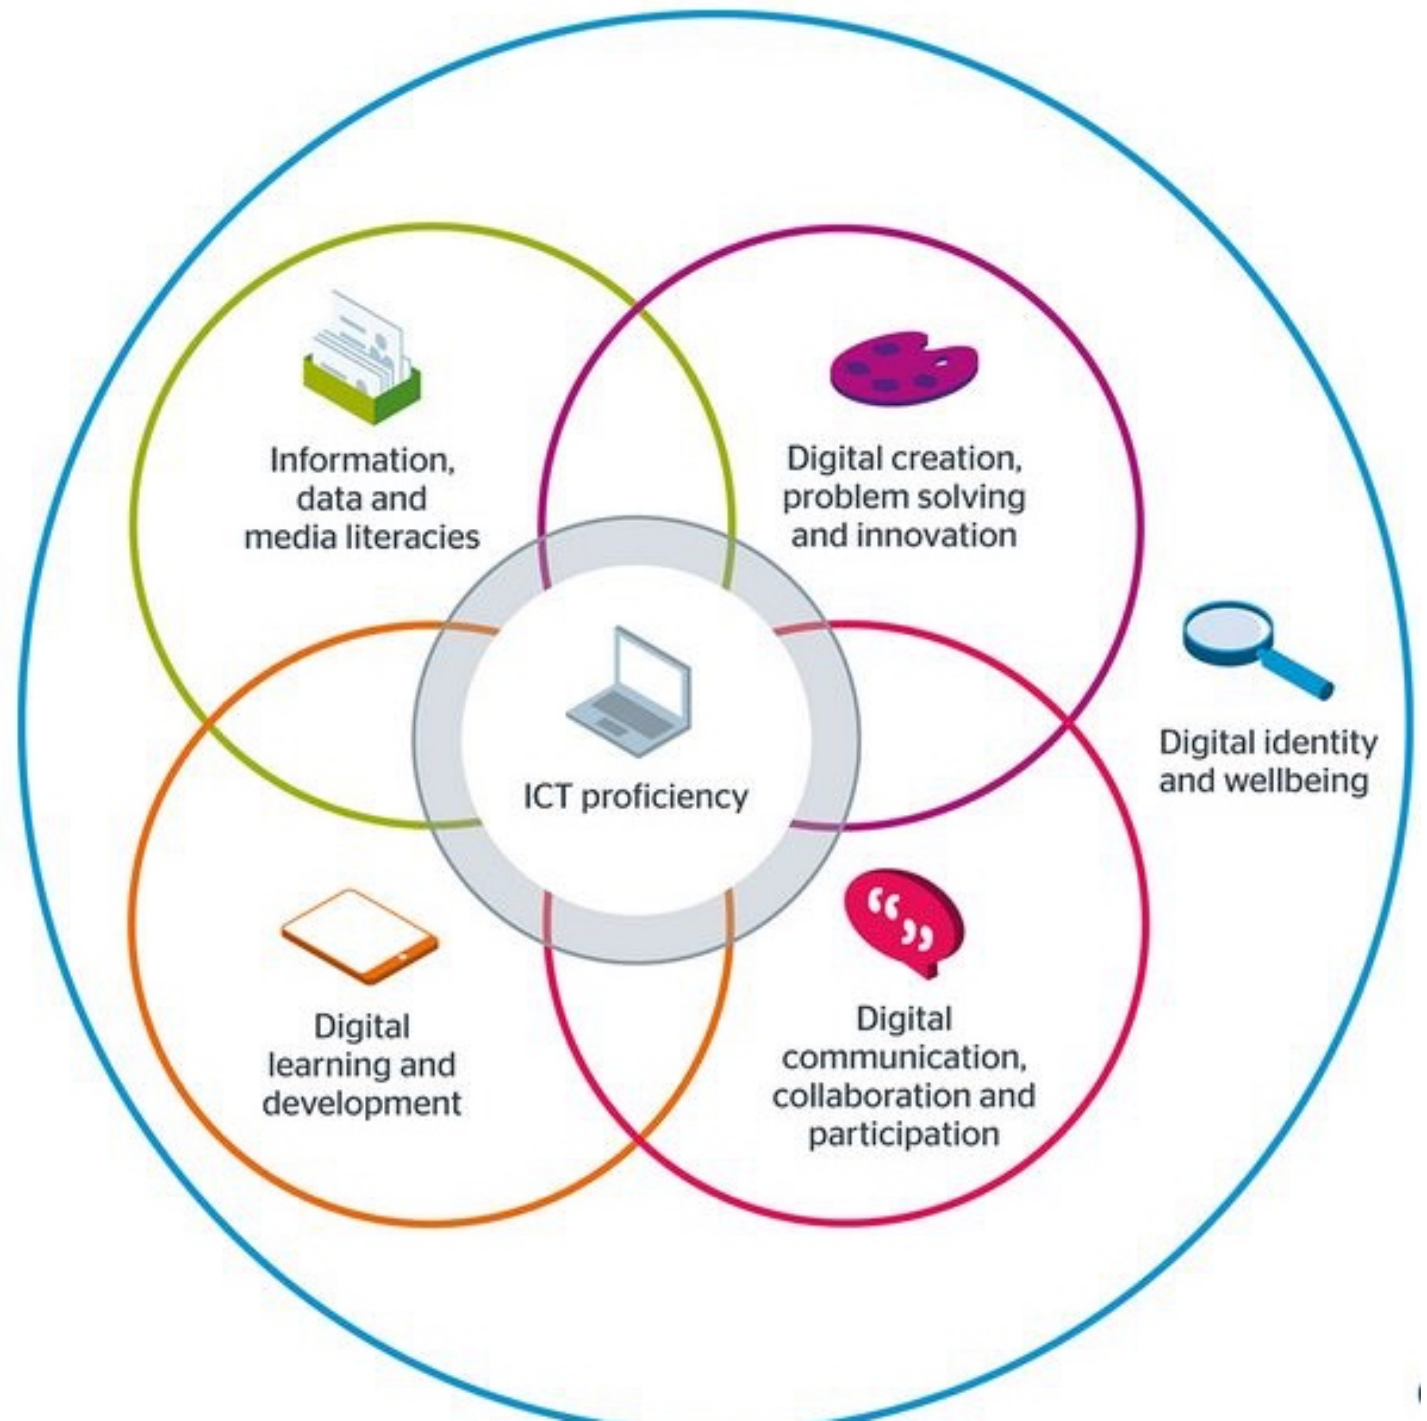 Information,
data and
media literacies
Digital creation,
problem solving
and innovation
Digital identity
and wellbeing
ICT proficiency
Digital
learning and
development
Digital
communication,
collaboration and
participation